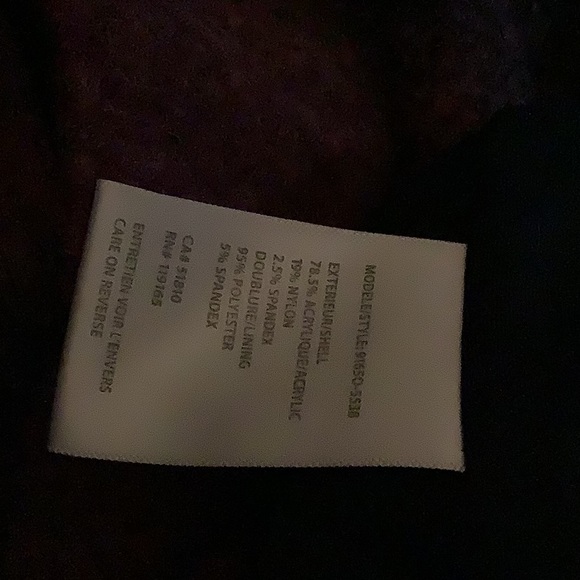 MODELE/STYLE: 91650-5538
EXTERIEUR/SHELL
78.5% ACRYLIQUE/ACRYLIC
19% NYLON
2.5% SPANDEX
DOUBLURE/LINING
95% POLYESTER
5% SPANDEX
CA# 51810
RN# 119165
ENTRETIEN VOIR L'ENVERS
CARE ON REVERSE